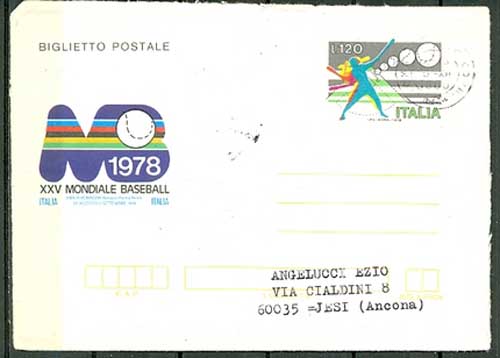 BIGLIETTO POSTALE
L.120
ITALIA
1978
XXV MONDIALE BASEBALL
ITALIA ITALIA
ANGELUCCI EZIO
VIA CIALDINI 8
60035 =JESI (Ancona)
C.A.P.